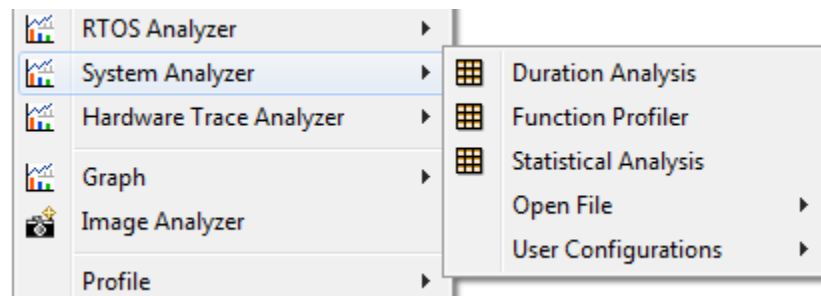 RTOS Analyzer
System Analyzer
Hardware Trace Analyzer
Graph
Image Analyzer
Profile
Duration Analysis
Function Profiler
Statistical Analysis
Open File
User Configurations